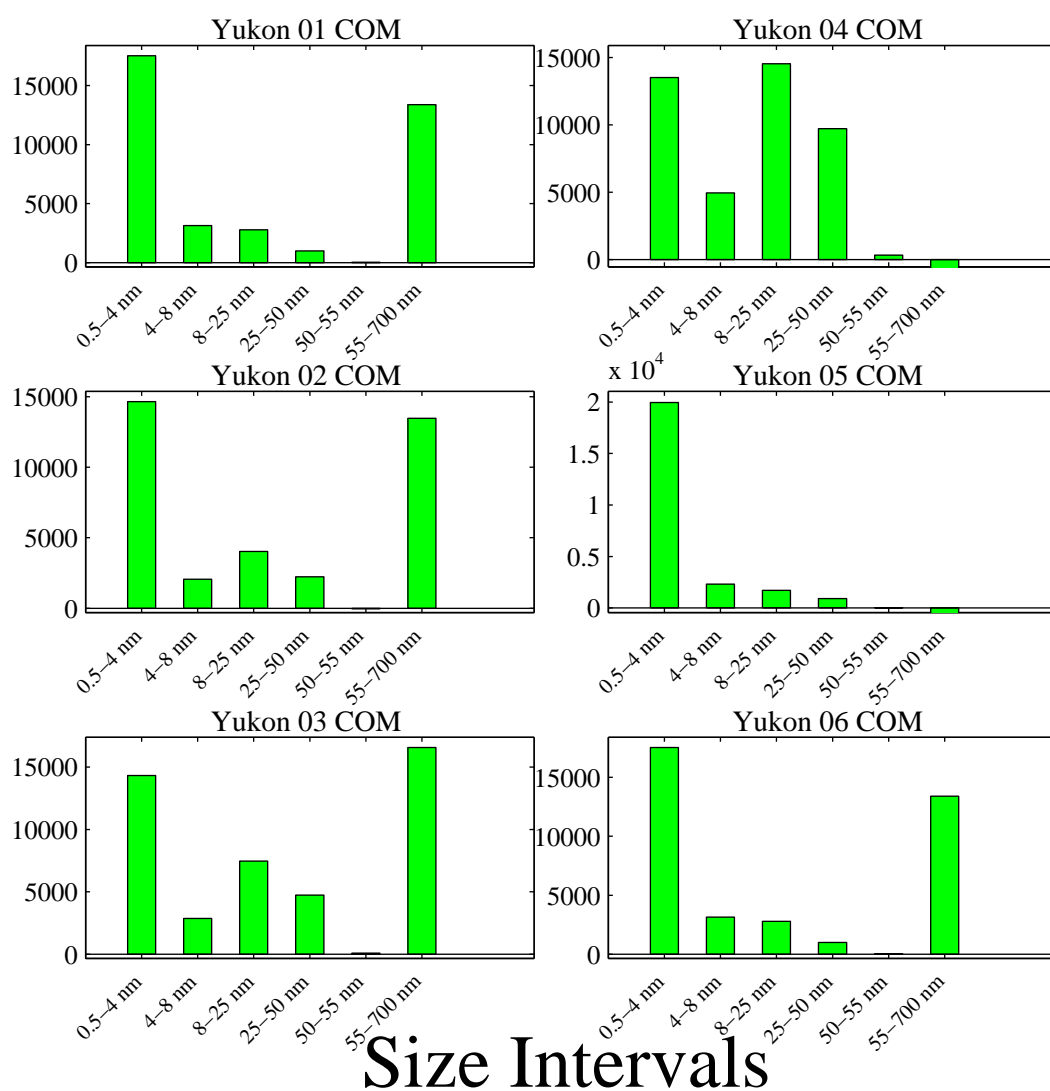 Yukon 01 COM
15000
10000
5000
0
0.5–4 nm
4–8 nm
8–25 nm
25–50 nm
50–55 nm
55–700 nm
Yukon 04 COM
15000
10000
5000
0
0.5–4 nm
4–8 nm
8–25 nm
25–50 nm
50–55 nm
55–700 nm
Yukon 02 COM
15000
10000
5000
0
0.5–4 nm
4–8 nm
8–25 nm
25–50 nm
50–55 nm
55–700 nm
x 10^4
Yukon 05 COM
2
1.5
1
0.5
0
0.5–4 nm
4–8 nm
8–25 nm
25–50 nm
50–55 nm
55–700 nm
Yukon 03 COM
15000
10000
5000
0
0.5–4 nm
4–8 nm
8–25 nm
25–50 nm
50–55 nm
55–700 nm
Yukon 06 COM
15000
10000
5000
0
0.5–4 nm
4–8 nm
8–25 nm
25–50 nm
50–55 nm
55–700 nm
Size Intervals